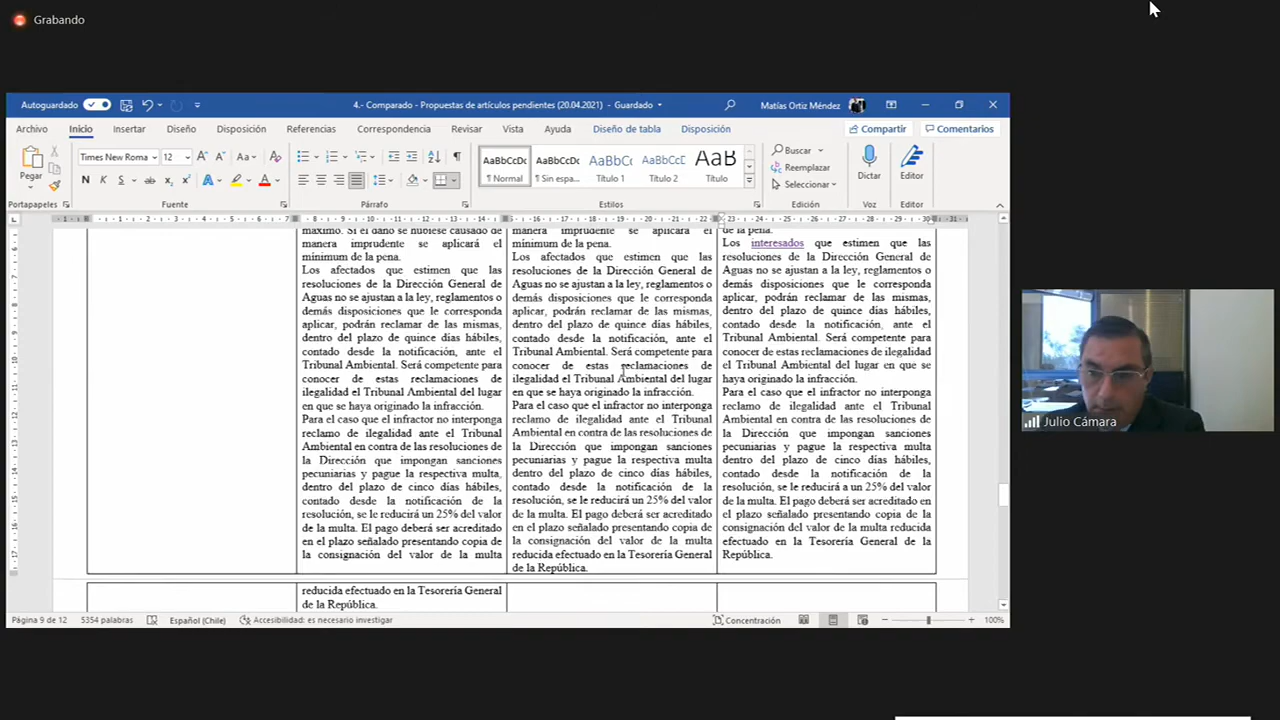 Grabando
Autoguardado
4.- Comparado - Propuestas de artículos pendientes (20.04.2021) - Guardado
Matías Ortiz Méndez
Archivo Inicio Insertar Diseño Disposición Referencias Correspondencia Revisar Vista Ayuda Diseño de tabla Disposición Compartir Comentarios
Times New Roma 12
Pegar
N K S
AaBbCcDc AaBbCcDc AaBbCc AaBbCcD AaB
¶ Normal ¶ Sin espa... Título 1 Título 2 Título
Buscar
Reemplazar
Seleccionar
Dictar Editor
Portapapeles Fuente Párrafo Estilos Edición Voz Editor
máximo. Si el daño se hubiese causado de
manera imprudente se aplicará el
mínimum de la pena.
Los afectados que estimen que las
resoluciones de la Dirección General de
Aguas no se ajustan a la ley, reglamentos o
demás disposiciones que le corresponda
aplicar, podrán reclamar de las mismas,
dentro del plazo de quince días hábiles,
contado desde la notificación, ante el
Tribunal Ambiental. Será competente para
conocer de estas reclamaciones de
ilegalidad el Tribunal Ambiental del lugar
en que se haya originado la infracción.
Para el caso que el infractor no interponga
reclamo de ilegalidad ante el Tribunal
Ambiental en contra de las resoluciones de
la Dirección que impongan sanciones
pecuniarias y pague la respectiva multa,
dentro del plazo de cinco días hábiles,
contado desde la notificación de la
resolución, se le reducirá un 25% del valor
de la multa. El pago deberá ser acreditado
en el plazo señalado presentando copia de
la consignación del valor de la multa
reducida efectuado en la Tesorería General
de la República.
manera imprudente se aplicará el
mínimum de la pena.
Los afectados que estimen que las
resoluciones de la Dirección General de
Aguas no se ajustan a la ley, reglamentos o
demás disposiciones que le corresponda
aplicar, podrán reclamar de las mismas,
dentro del plazo de quince días hábiles,
contado desde la notificación, ante el
Tribunal Ambiental. Será competente para
conocer de estas reclamaciones de
ilegalidad el Tribunal Ambiental del lugar
en que se haya originado la infracción.
Para el caso que el infractor no interponga
reclamo de ilegalidad ante el Tribunal
Ambiental en contra de las resoluciones de
la Dirección que impongan sanciones
pecuniarias y pague la respectiva multa
dentro del plazo de cinco días hábiles,
contado desde la notificación de la
resolución, se le reducirá un 25% del valor
de la multa. El pago deberá ser acreditado
en el plazo señalado presentando copia de
la consignación del valor de la multa
reducida efectuado en la Tesorería General
de la República.
de la pena.
Los interesados que estimen que las
resoluciones de la Dirección General de
Aguas no se ajustan a la ley, reglamentos o
demás disposiciones que le corresponda
aplicar, podrán reclamar de las mismas,
dentro del plazo de quince días hábiles,
contado desde la notificación, ante el
Tribunal Ambiental. Será competente para
conocer de estas reclamaciones de ilegalidad
el Tribunal Ambiental del lugar en que se
haya originado la infracción.
Para el caso que el infractor no interponga
reclamo de ilegalidad ante el Tribunal
Ambiental en contra de las resoluciones de
la Dirección que impongan sanciones
pecuniarias y pague la respectiva multa
dentro del plazo de cinco días hábiles,
contado desde la notificación de la
resolución, se le reducirá a un 25% del valor
de la multa. El pago deberá ser acreditado en
el plazo señalado presentando copia de la
consignación del valor de la multa reducida
efectuado en la Tesorería General de la
República.
Julio Cámara
Página 9 de 12 5354 palabras Español (Chile) Accesibilidad: es necesario investigar Concentración 100%